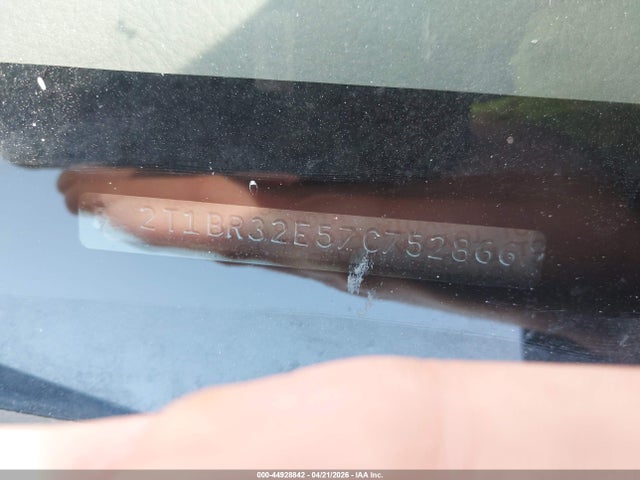 2T1BR32E57C752866
000-44928842 | 04/21/2026 | IAA Inc.